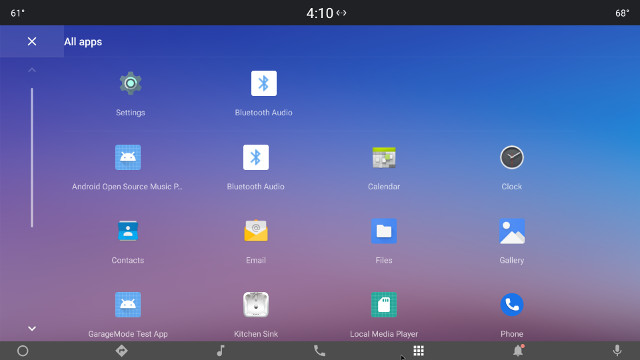 61° 4:10 68°
All apps
Settings Bluetooth Audio
Android Open Source Music P.. Bluetooth Audio Calendar Clock
Contacts Email Files Gallery
GarageMode Test App Kitchen Sink Local Media Player Phone